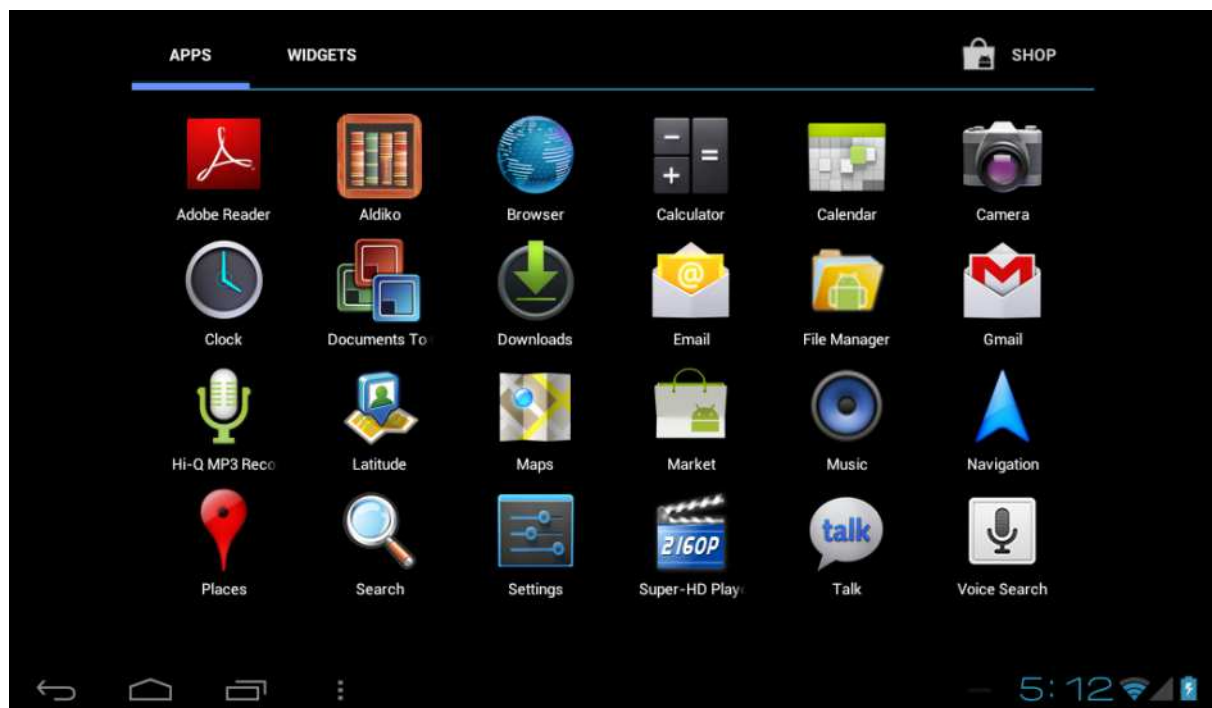 APPS WIDGETS SHOP
Adobe Reader Aldiko Browser Calculator Calendar Camera
Clock Documents To Downloads Email File Manager Gmail
Hi-Q MP3 Reco Latitude Maps Market Music Navigation
2160P talk
Places Search Settings Super-HD Play Talk Voice Search
5:12